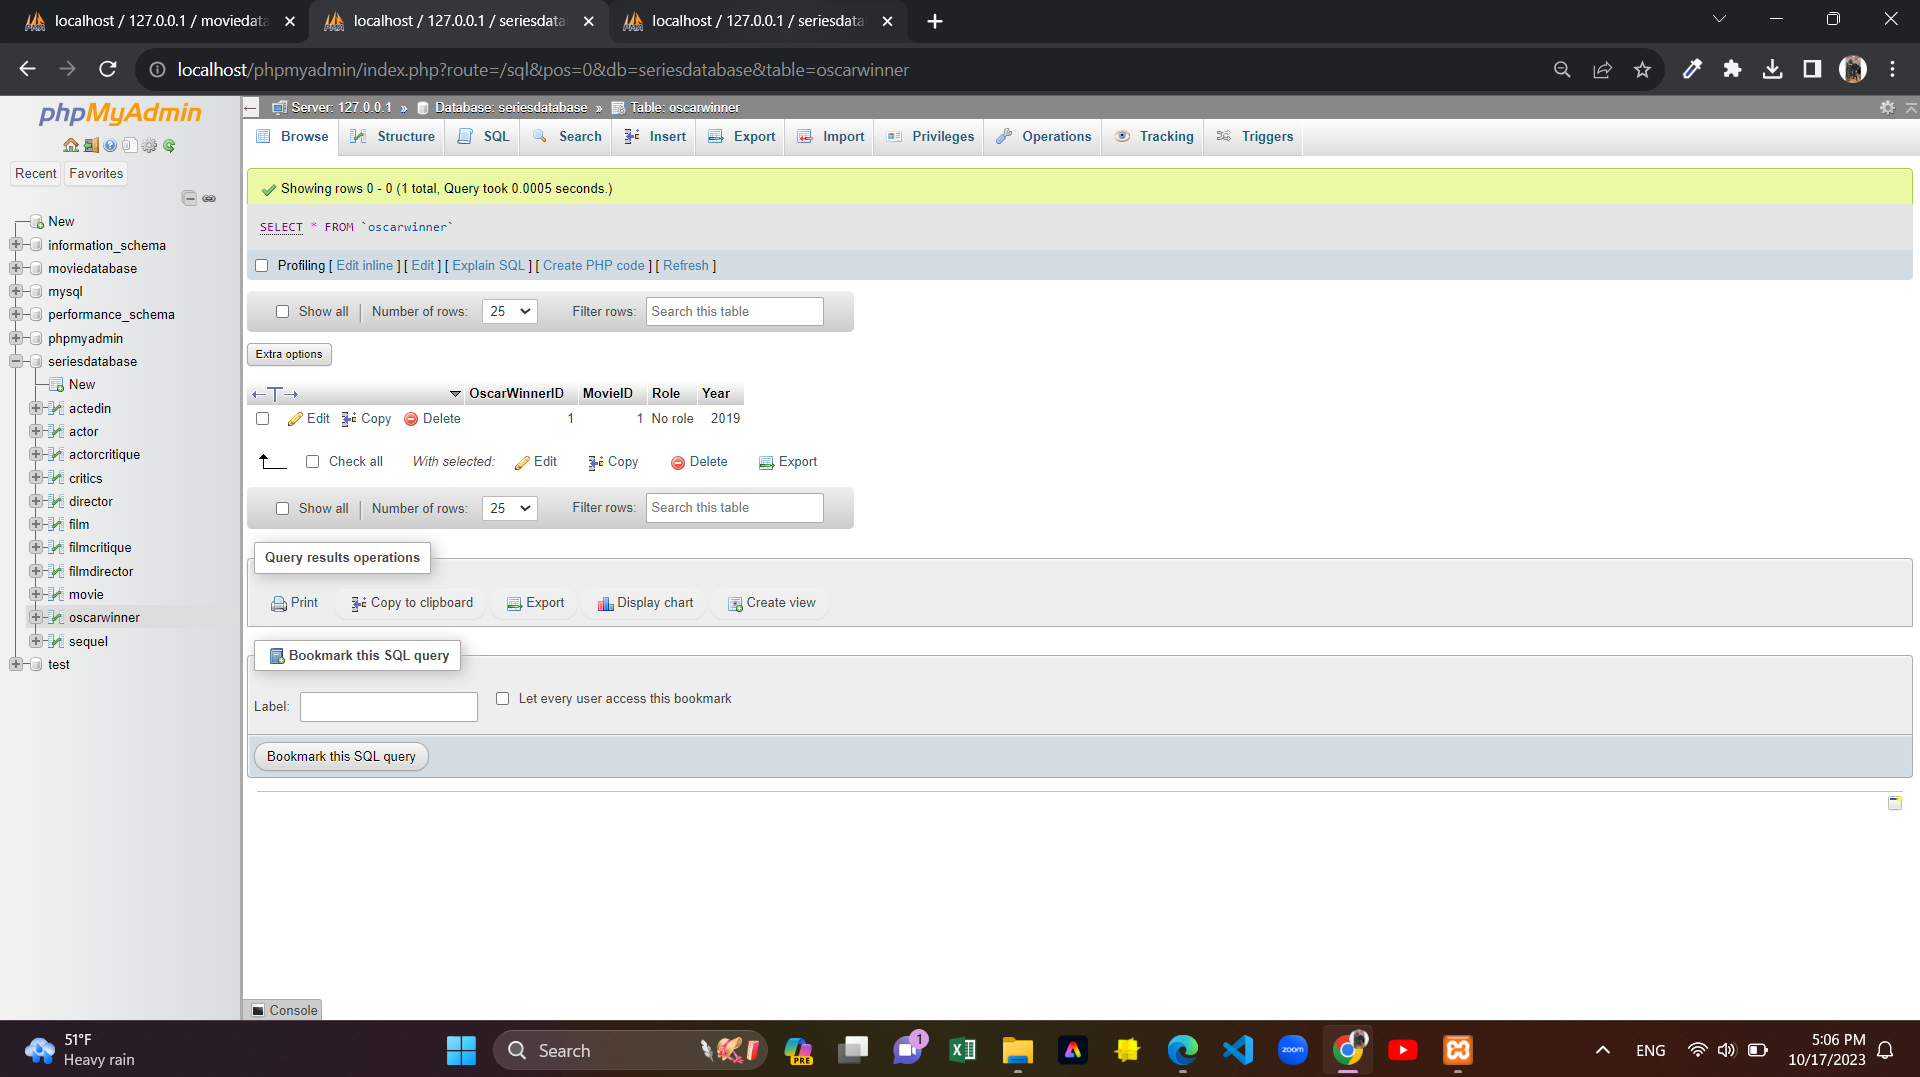 localhost / 127.0.0.1 / moviedata
localhost / 127.0.0.1 / seriesdata
localhost / 127.0.0.1 / seriesdata
localhost/phpmyadmin/index.php?route=/sql&pos=0&db=seriesdatabase&table=oscarwinner
phpMyAdmin
Recent Favorites
New
information_schema
moviedatabase
mysql
performance_schema
phpmyadmin
seriesdatabase
New
actedin
actor
actorcritique
critics
director
film
filmcritique
filmdirector
movie
oscarwinner
sequel
test
Server: 127.0.0.1 » Database: seriesdatabase » Table: oscarwinner
Browse Structure SQL Search Insert Export Import Privileges Operations Tracking Triggers
Showing rows 0 - 0 (1 total, Query took 0.0005 seconds.)
SELECT * FROM `oscarwinner`
Profiling [ Edit inline ] [ Edit ] [ Explain SQL ] [ Create PHP code ] [ Refresh ]
Show all | Number of rows: 25 Filter rows: Search this table
Extra options
←T→ OscarWinnerID MovieID Role Year
Edit Copy Delete 1 1 No role 2019
Check all With selected: Edit Copy Delete Export
Show all | Number of rows: 25 Filter rows: Search this table
Query results operations
Print Copy to clipboard Export Display chart Create view
Bookmark this SQL query
Label: Let every user access this bookmark
Bookmark this SQL query
Console
51°F
Heavy rain
Search
PRE
1
zoom
ENG
5:06 PM
10/17/2023